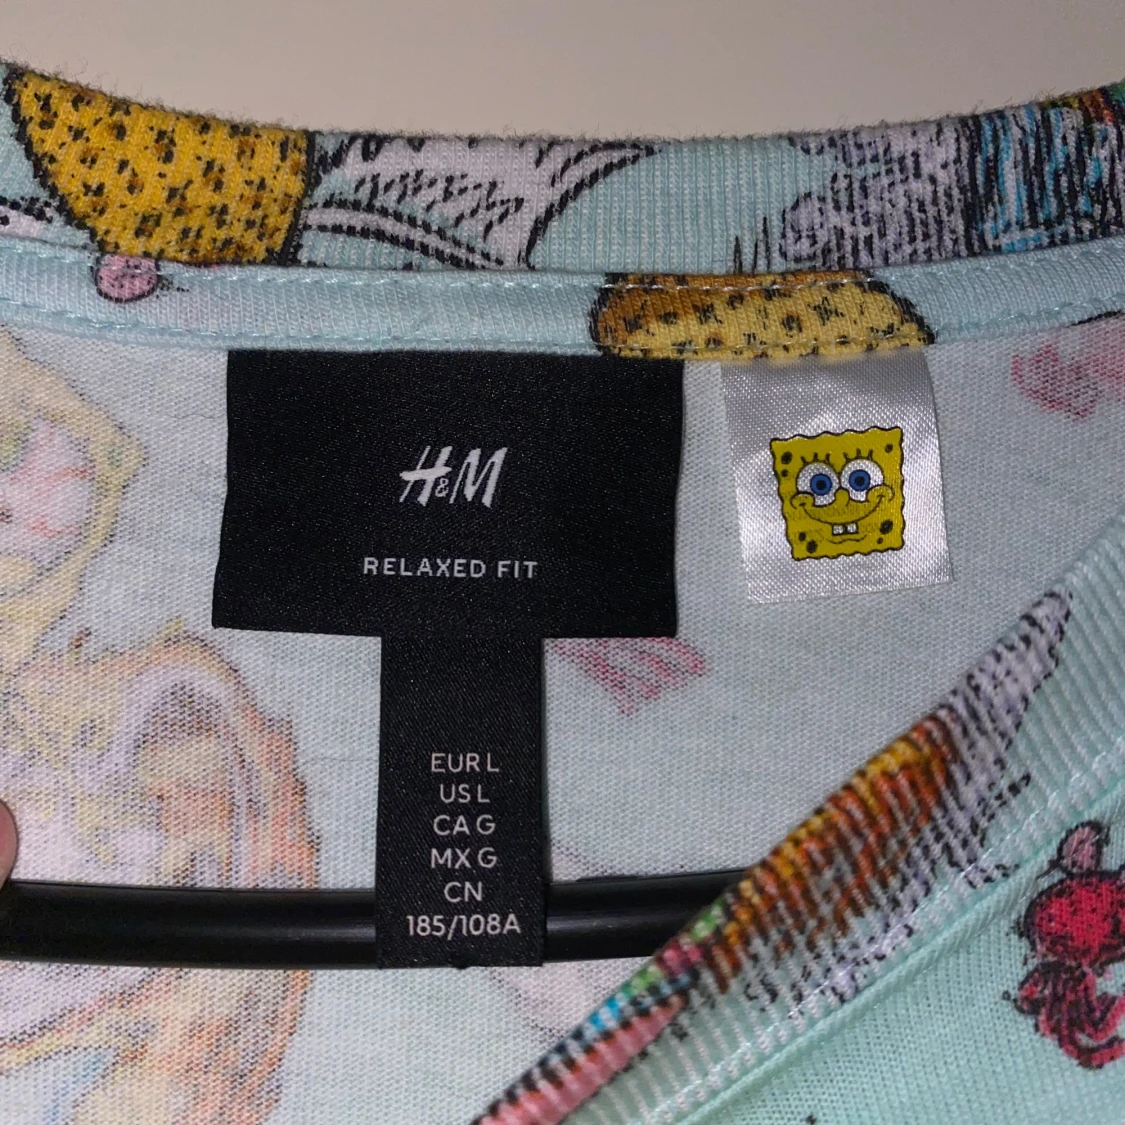 H&M
RELAXED FIT
EUR L
US L
CA G
MX G
CN
185/108A